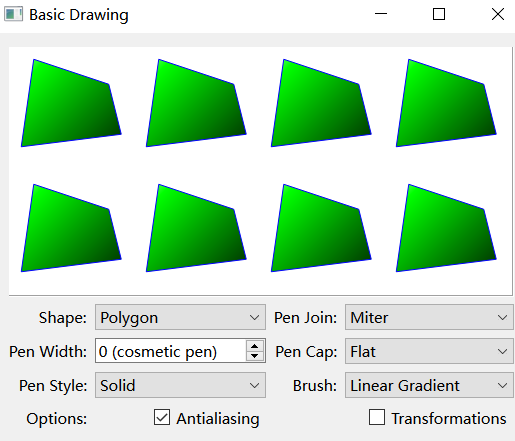 Basic Drawing
Shape: Polygon Pen Join: Miter
Pen Width: 0 (cosmetic pen) Pen Cap: Flat
Pen Style: Solid Brush: Linear Gradient
Options: Antialiasing Transformations